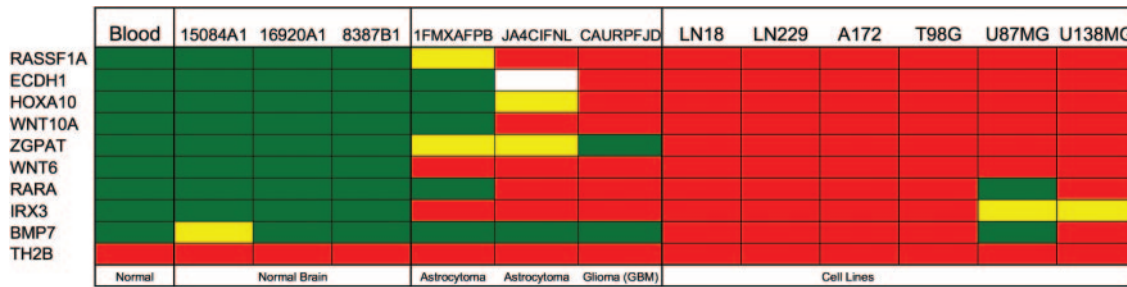 Blood 15084A1 16920A1 8387B1 1FMXAFPB JA4CIFNL CAURPFJD LN18 LN229 A172 T98G U87MG U138MG
RASSF1A
ECDH1
HOXA10
WNT10A
ZGPAT
WNT6
RARA
IRX3
BMP7
TH2B
Normal Normal Brain Astrocytoma Astrocytoma Glioma (GBM) Cell Lines